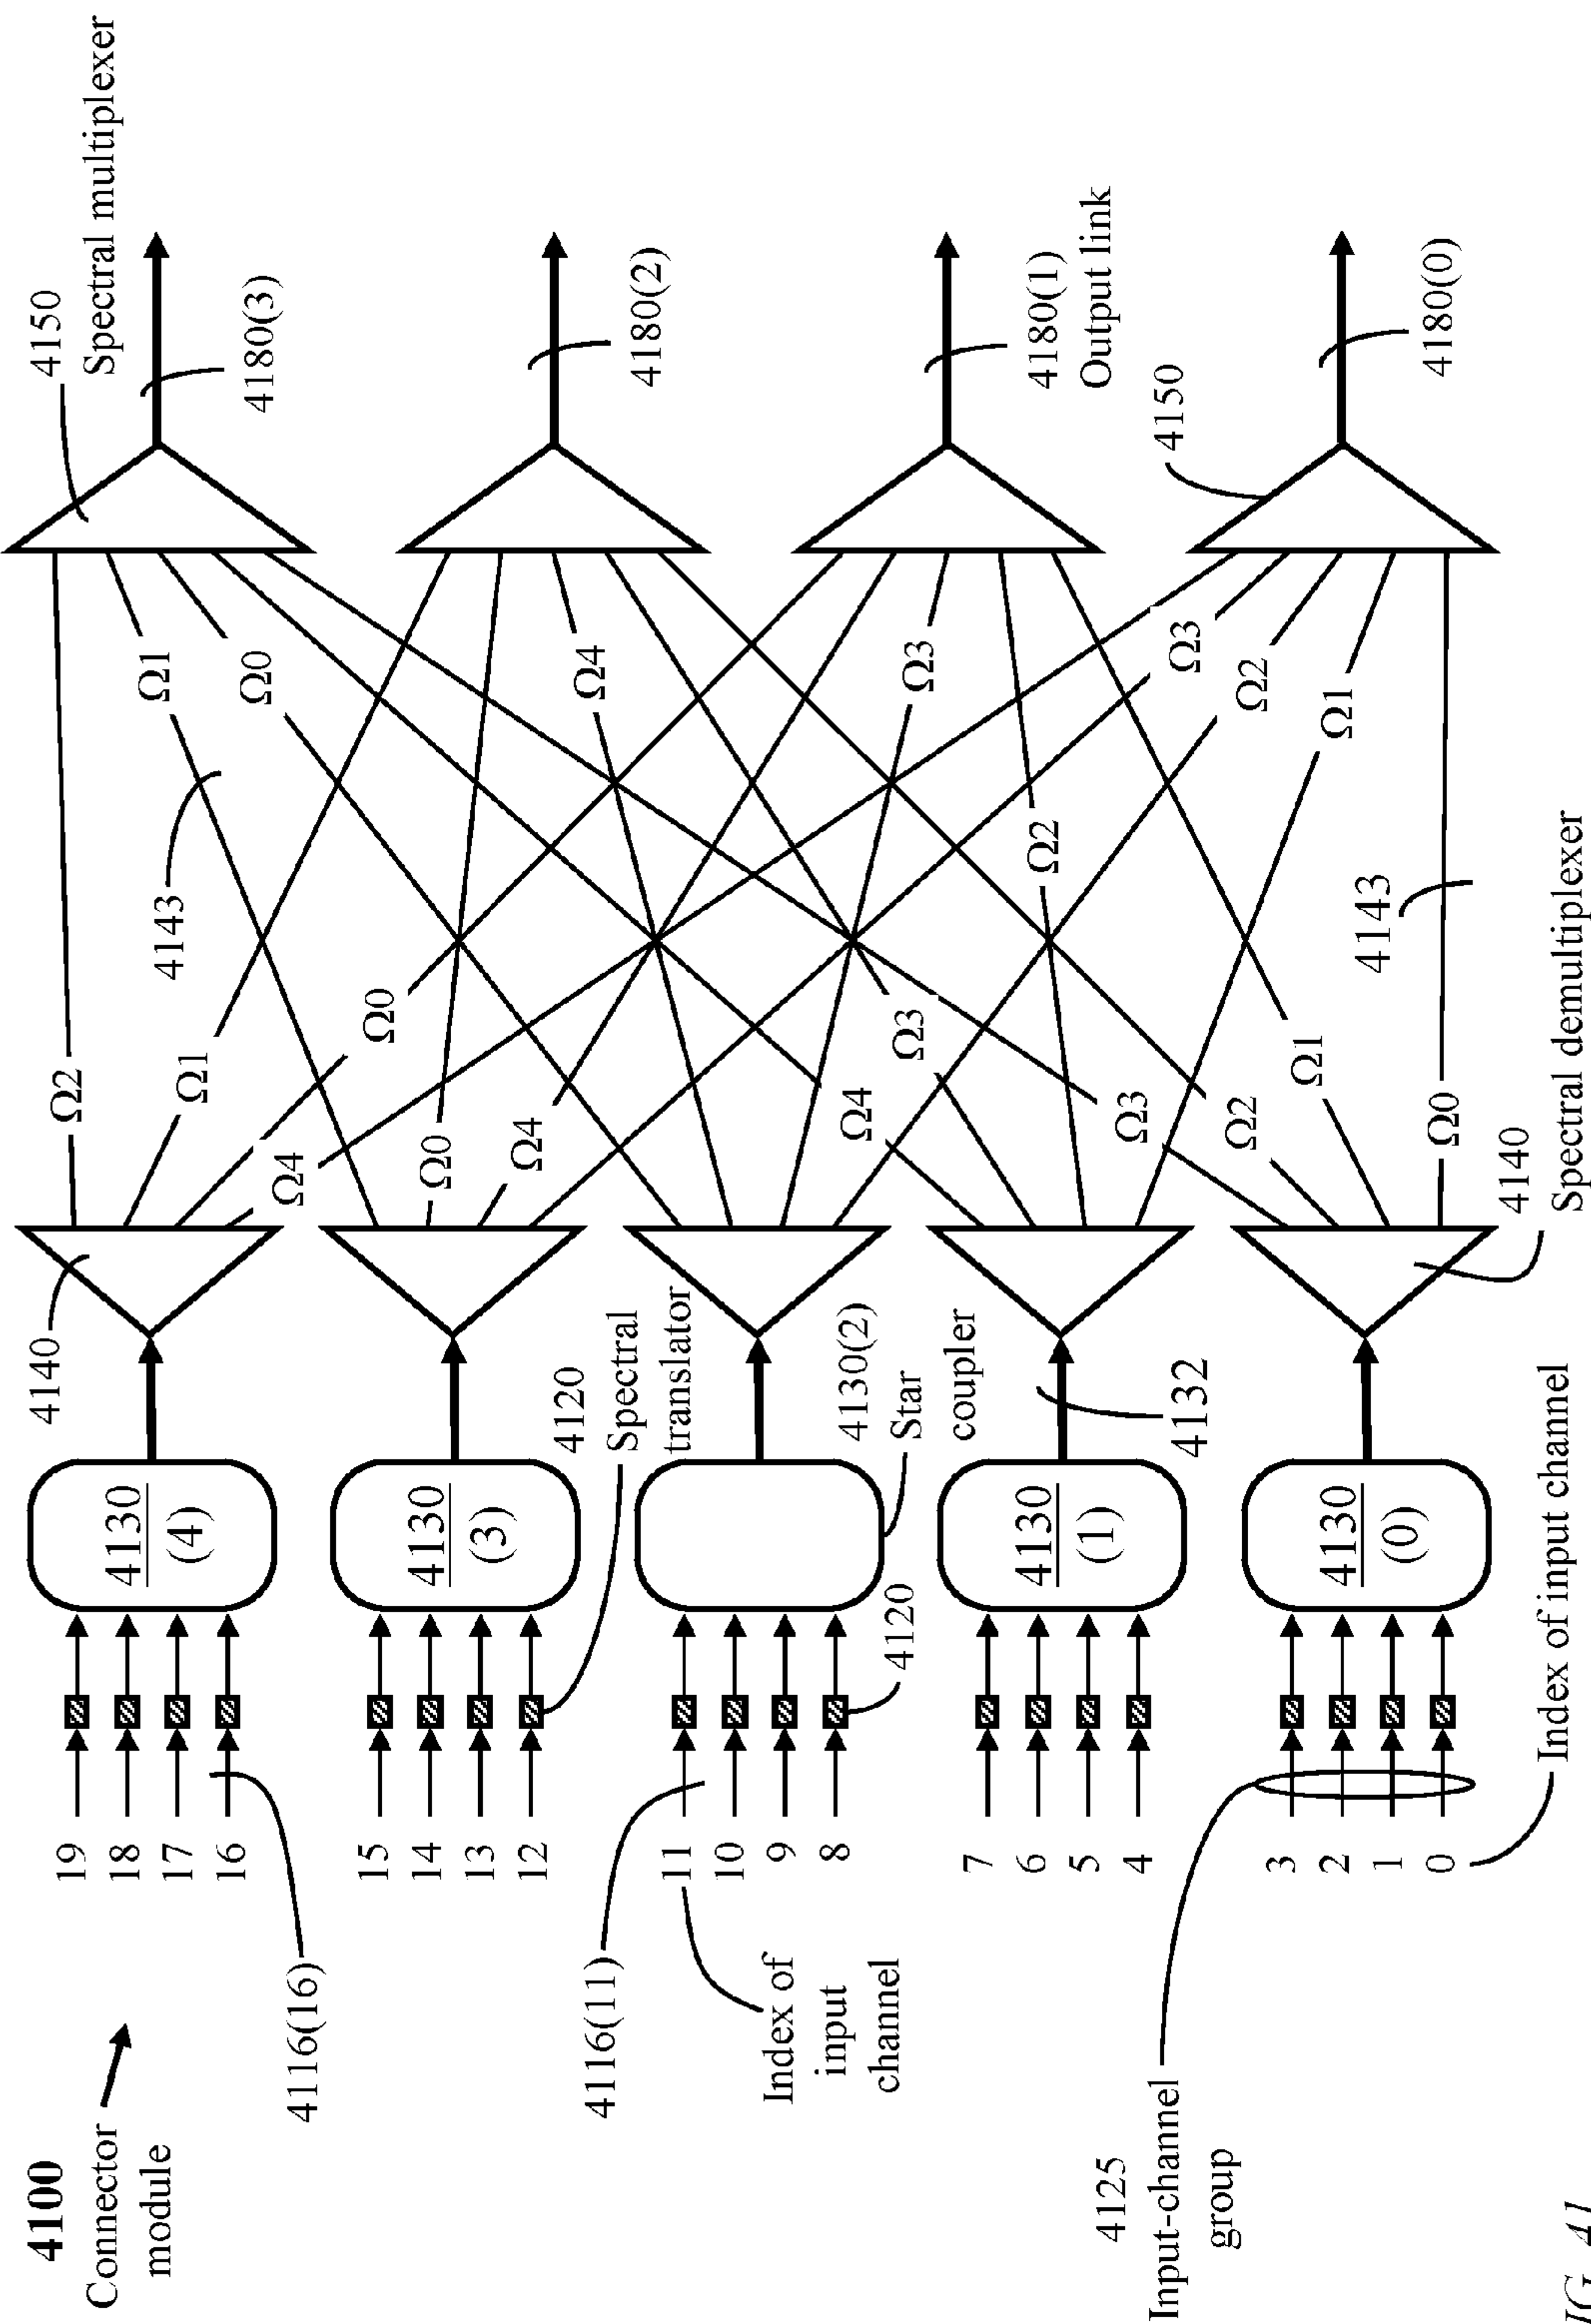 4100
Connector
module
4116(16)
4116(11)
Index of
input
channel
4125
Input-channel
group
19
18
17
16
15
14
13
12
11
10
9
8
7
6
5
4
3
2
1
0
Index of input channel
4120
4130
(4)
4130
(3)
4130
(1)
4130
(0)
4120
Spectral
translator
4130(2)
Star
coupler
4132
4140
4140
Spectral demultiplexer
Ω2
Ω1
Ω0
Ω4
Ω0
Ω4
Ω4
Ω3
Ω3
Ω2
Ω1
Ω0
4143
4143
Ω1
Ω0
Ω4
Ω3
Ω2
Ω3
Ω2
Ω1
4150
Spectral multiplexer
4150
4180(3)
4180(2)
4180(1)
Output link
4180(0)
IG. 41